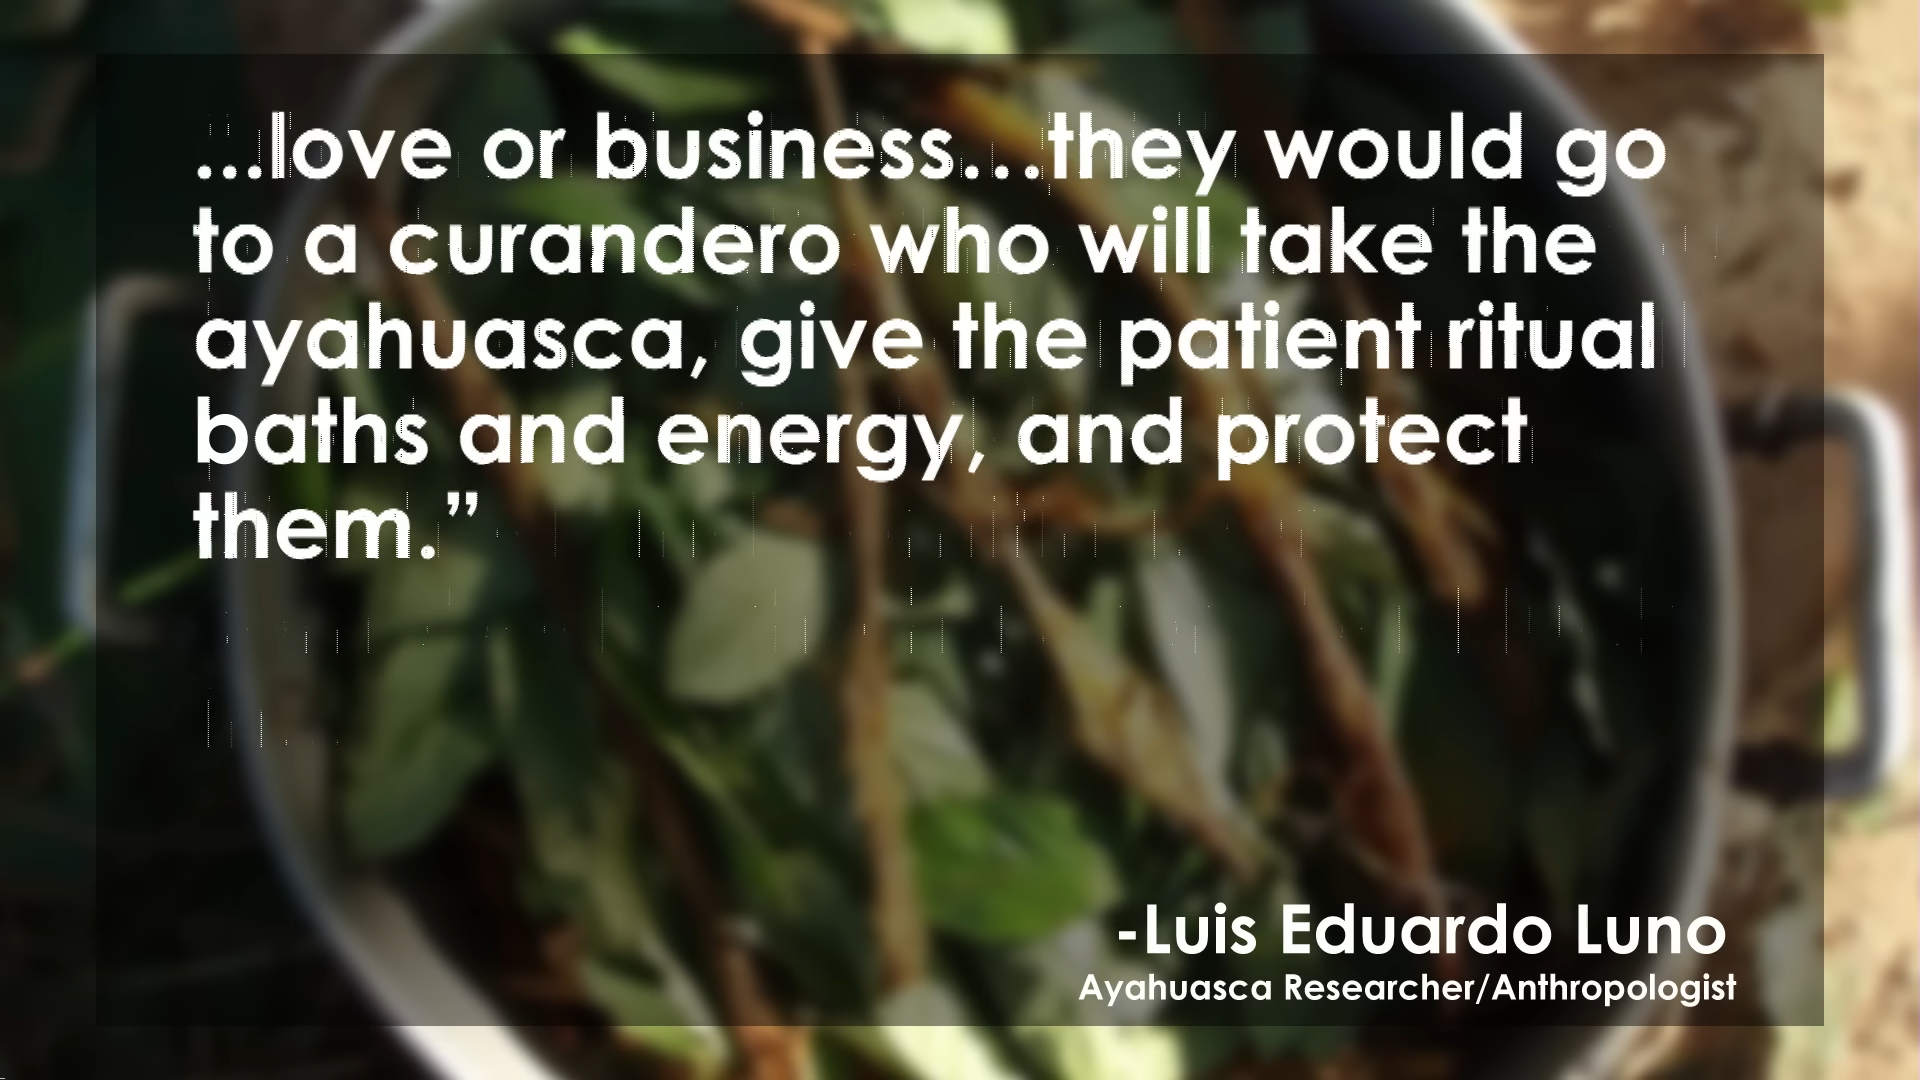 ...love or business...they would go
to a curandero who will take the
ayahuasca, give the patient ritual
baths and energy, and protect
them.”
-Luis Eduardo Luno
Ayahuasca Researcher/Anthropologist